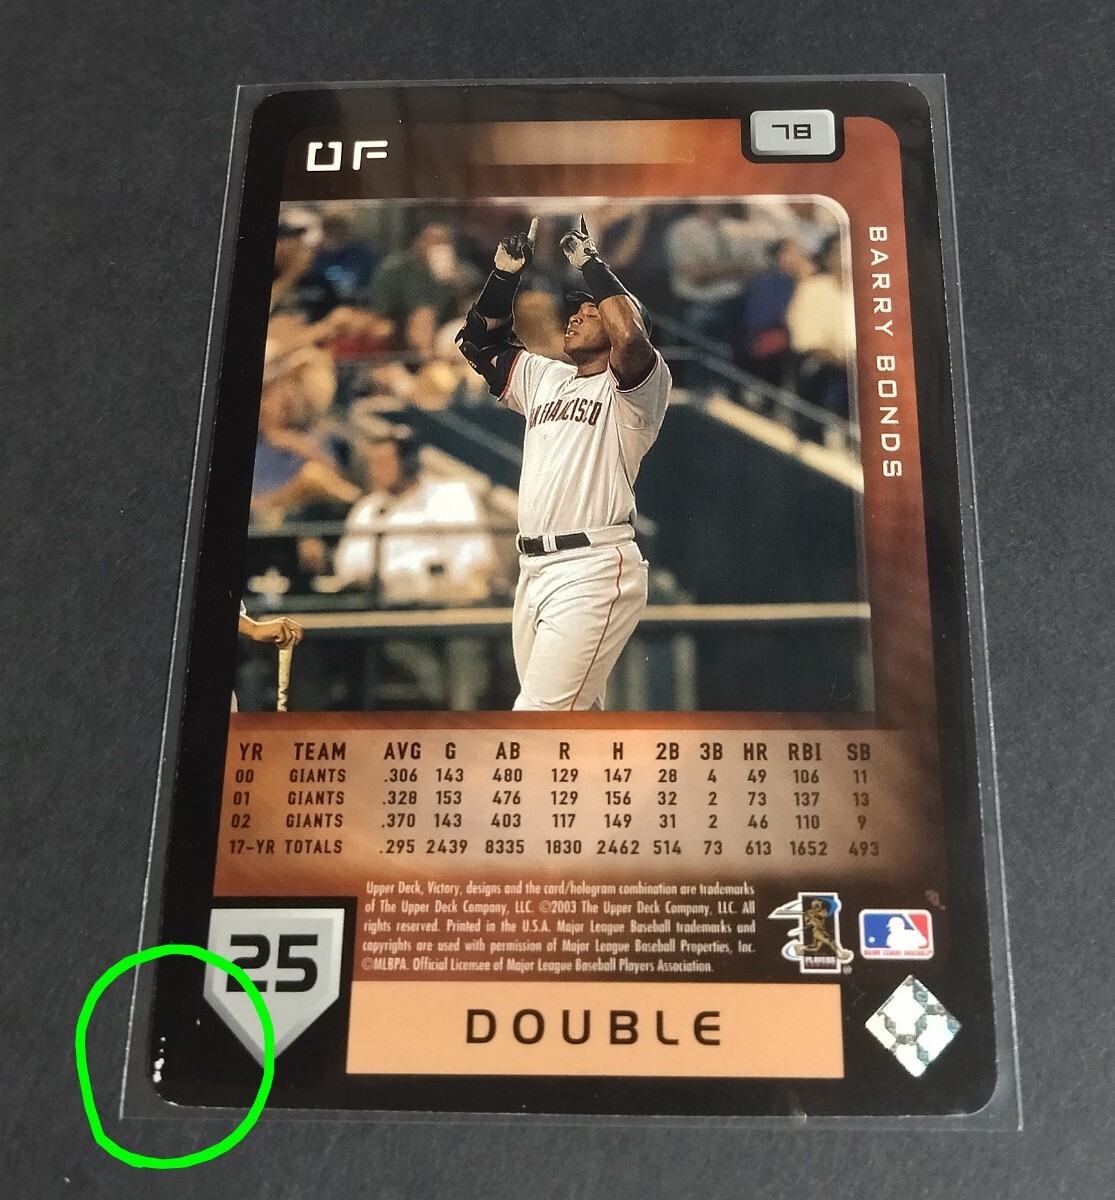 OF
78
BARRY BONDS
SAN FRANCISCO
YR TEAM AVG G AB R H 2B 3B HR RBI SB
00 GIANTS .306 143 480 129 147 28 4 49 106 11
01 GIANTS .328 153 476 129 156 32 2 73 137 13
02 GIANTS .370 143 403 117 149 31 2 46 110 9
17-YR TOTALS .295 2439 8335 1830 2462 514 73 613 1652 493
Upper Deck, Victory, designs and the card/hologram combination are trademarks
of The Upper Deck Company, LLC. ©2003 The Upper Deck Company, LLC. All
rights reserved. Printed in the U.S.A. Major League Baseball trademarks and
copyrights are used with permission of Major League Baseball Properties, Inc.
©MLBPA. Official Licensee of Major League Baseball Players Association.
PLAYERS
MAJOR LEAGUE BASEBALL
25
DOUBLE